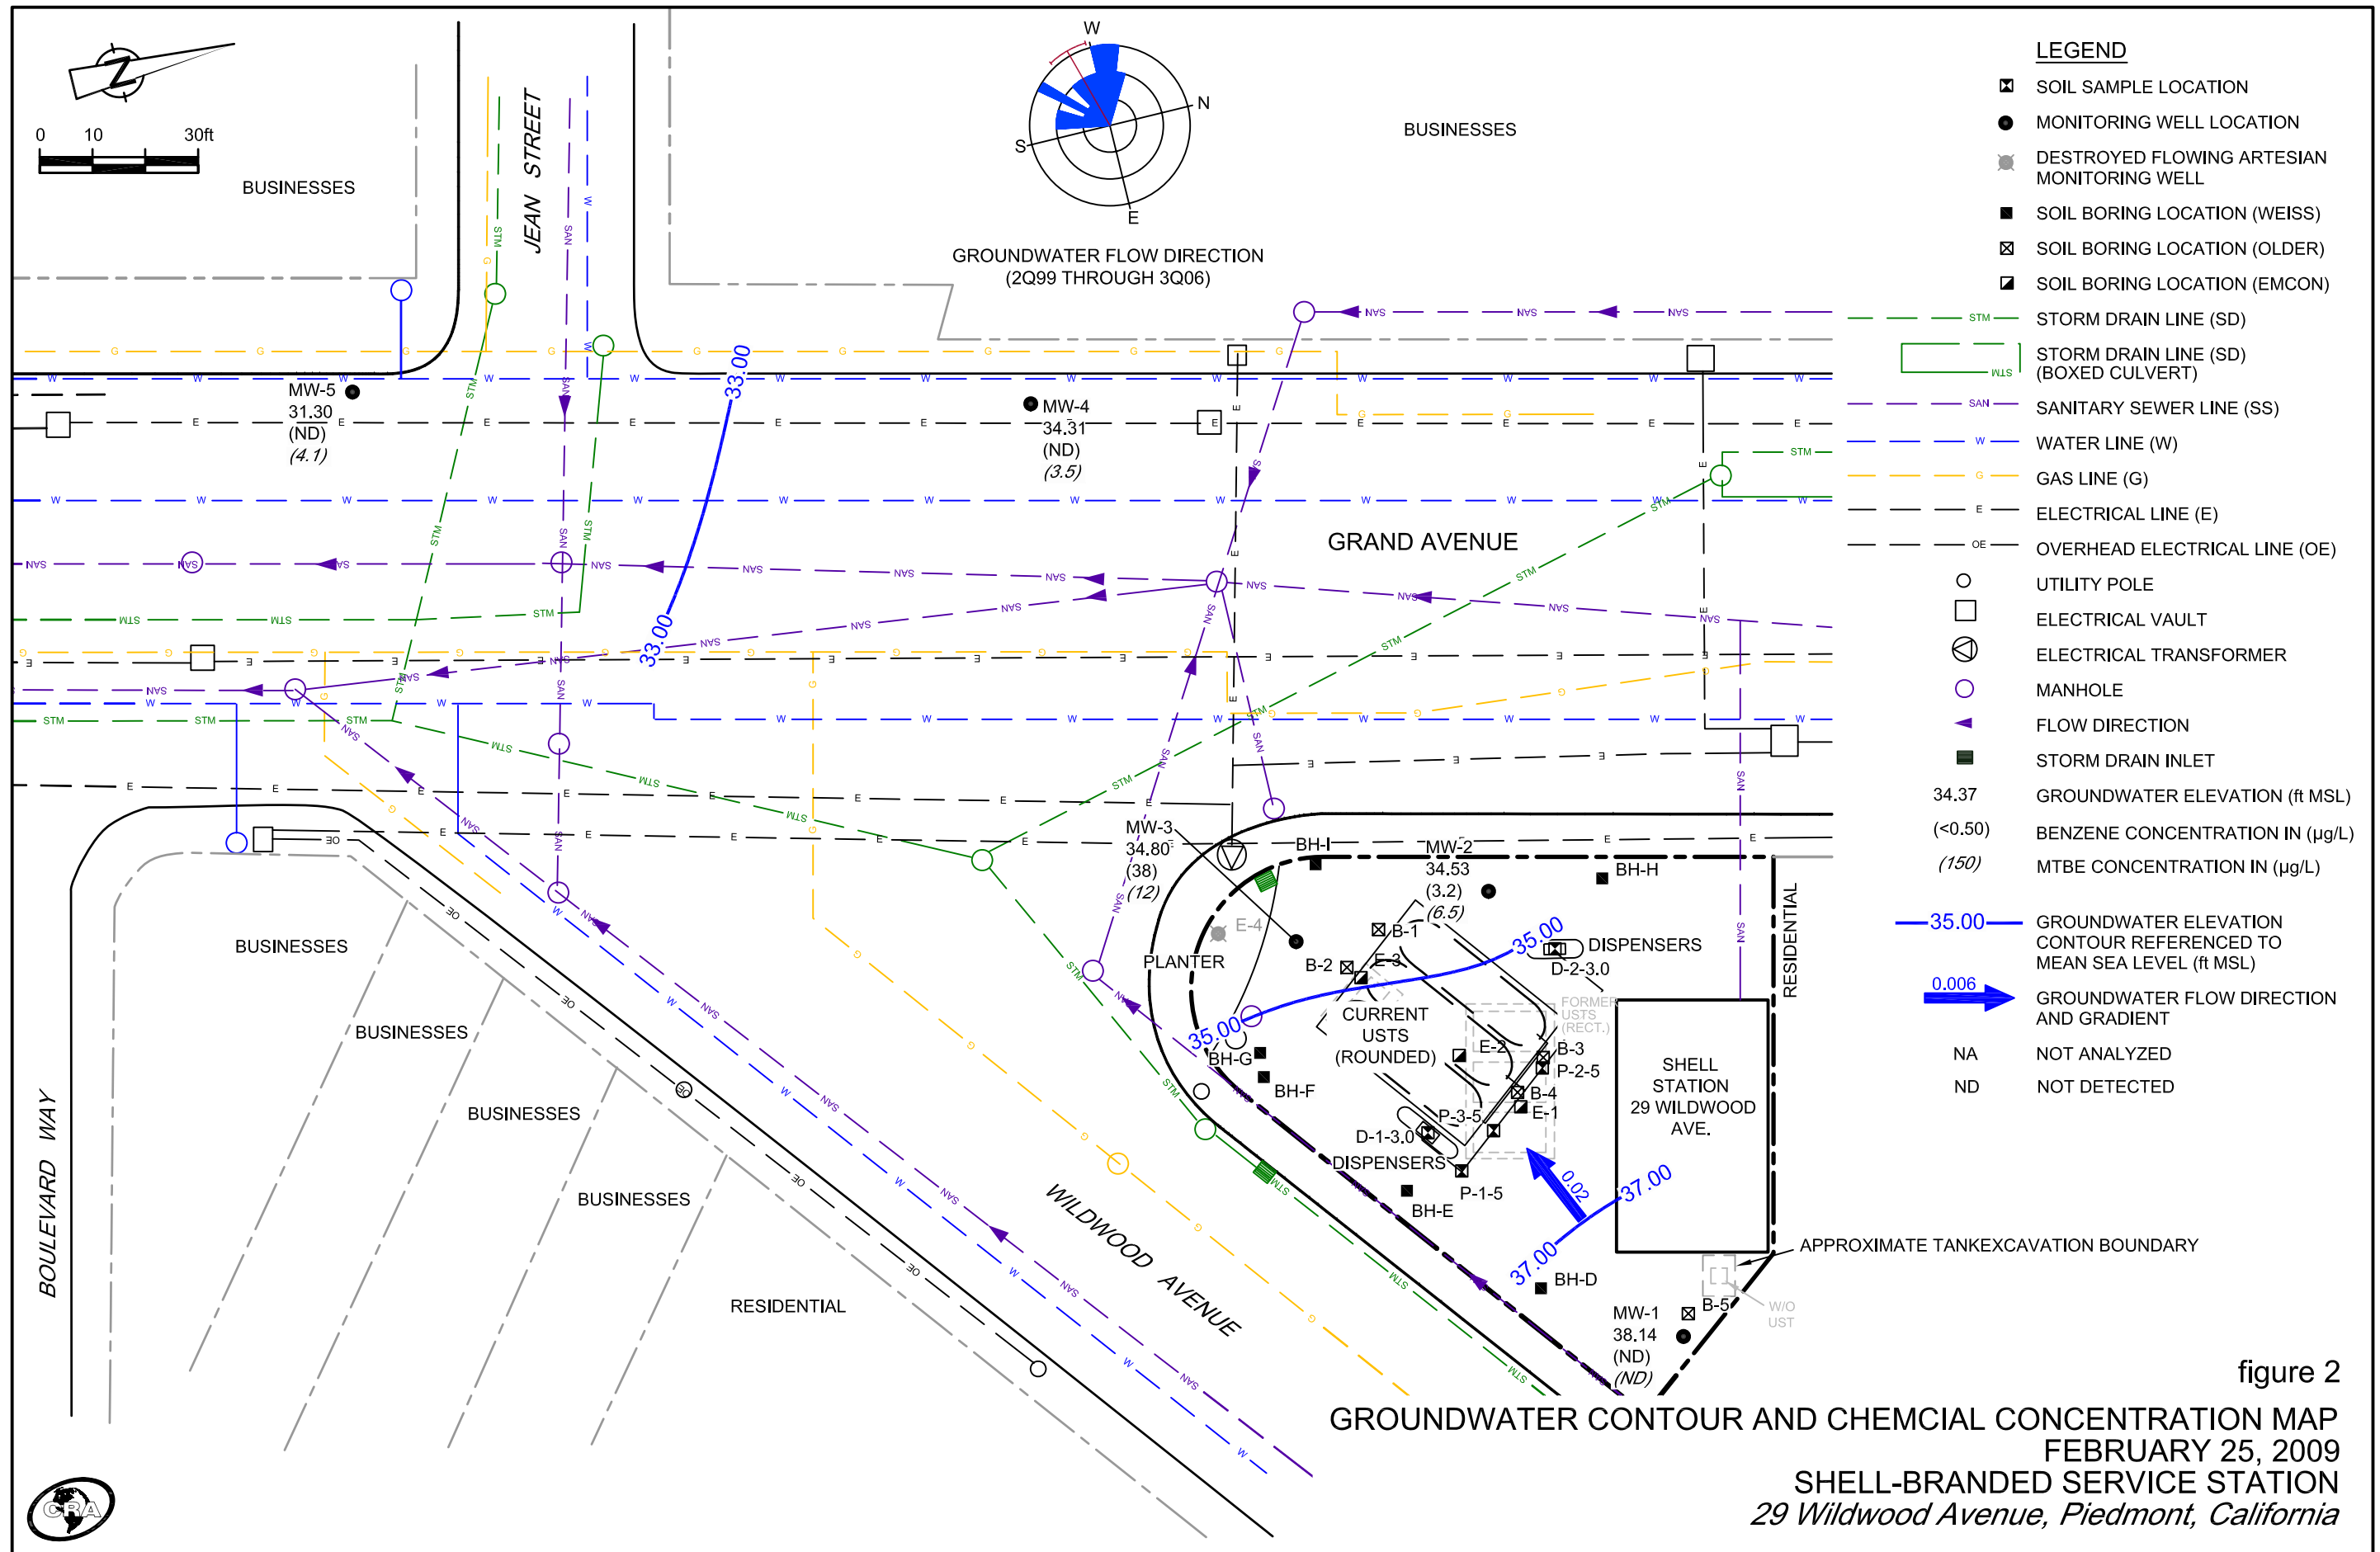 Z
0 10 30ft
BUSINESSES
JEAN STREET
W
N
S
E
GROUNDWATER FLOW DIRECTION
(2Q99 THROUGH 3Q06)
BUSINESSES
LEGEND
SOIL SAMPLE LOCATION
MONITORING WELL LOCATION
DESTROYED FLOWING ARTESIAN
MONITORING WELL
SOIL BORING LOCATION (WEISS)
SOIL BORING LOCATION (OLDER)
SOIL BORING LOCATION (EMCON)
STM STORM DRAIN LINE (SD)
STM STORM DRAIN LINE (SD)
(BOXED CULVERT)
SAN SANITARY SEWER LINE (SS)
W WATER LINE (W)
G GAS LINE (G)
E ELECTRICAL LINE (E)
OE OVERHEAD ELECTRICAL LINE (OE)
UTILITY POLE
ELECTRICAL VAULT
ELECTRICAL TRANSFORMER
MANHOLE
FLOW DIRECTION
STORM DRAIN INLET
34.37 GROUNDWATER ELEVATION (ft MSL)
(<0.50) BENZENE CONCENTRATION IN (µg/L)
(150) MTBE CONCENTRATION IN (µg/L)
35.00 GROUNDWATER ELEVATION
CONTOUR REFERENCED TO
MEAN SEA LEVEL (ft MSL)
0.006
GROUNDWATER FLOW DIRECTION
AND GRADIENT
NA NOT ANALYZED
ND NOT DETECTED
MW-5
31.30
(ND)
(4.1)
33.00
33.00
MW-4
34.31
(ND)
(3.5)
GRAND AVENUE
MW-3
34.80
(38)
(12)
BH-I
MW-2
34.53
(3.2)
(6.5)
BH-H
E-4
PLANTER
B-1
B-2
E-3
35.00
35.00
DISPENSERS
D-2-3.0
FORMER
USTS
(RECT.)
CURRENT
USTS
(ROUNDED)
BH-G
BH-F
E-2
B-3
P-2-5
B-4
E-1
P-3-5
D-1-3.0
DISPENSERS
P-1-5
BH-E
0.02
37.00
37.00
SHELL
STATION
29 WILDWOOD
AVE.
RESIDENTIAL
APPROXIMATE TANKEXCAVATION BOUNDARY
BH-D
B-5
W/O
UST
MW-1
38.14
(ND)
(ND)
BUSINESSES
BUSINESSES
BUSINESSES
BUSINESSES
RESIDENTIAL
BOULEVARD WAY
WILDWOOD AVENUE
CRA
figure 2
GROUNDWATER CONTOUR AND CHEMCIAL CONCENTRATION MAP
FEBRUARY 25, 2009
SHELL-BRANDED SERVICE STATION
29 Wildwood Avenue, Piedmont, California